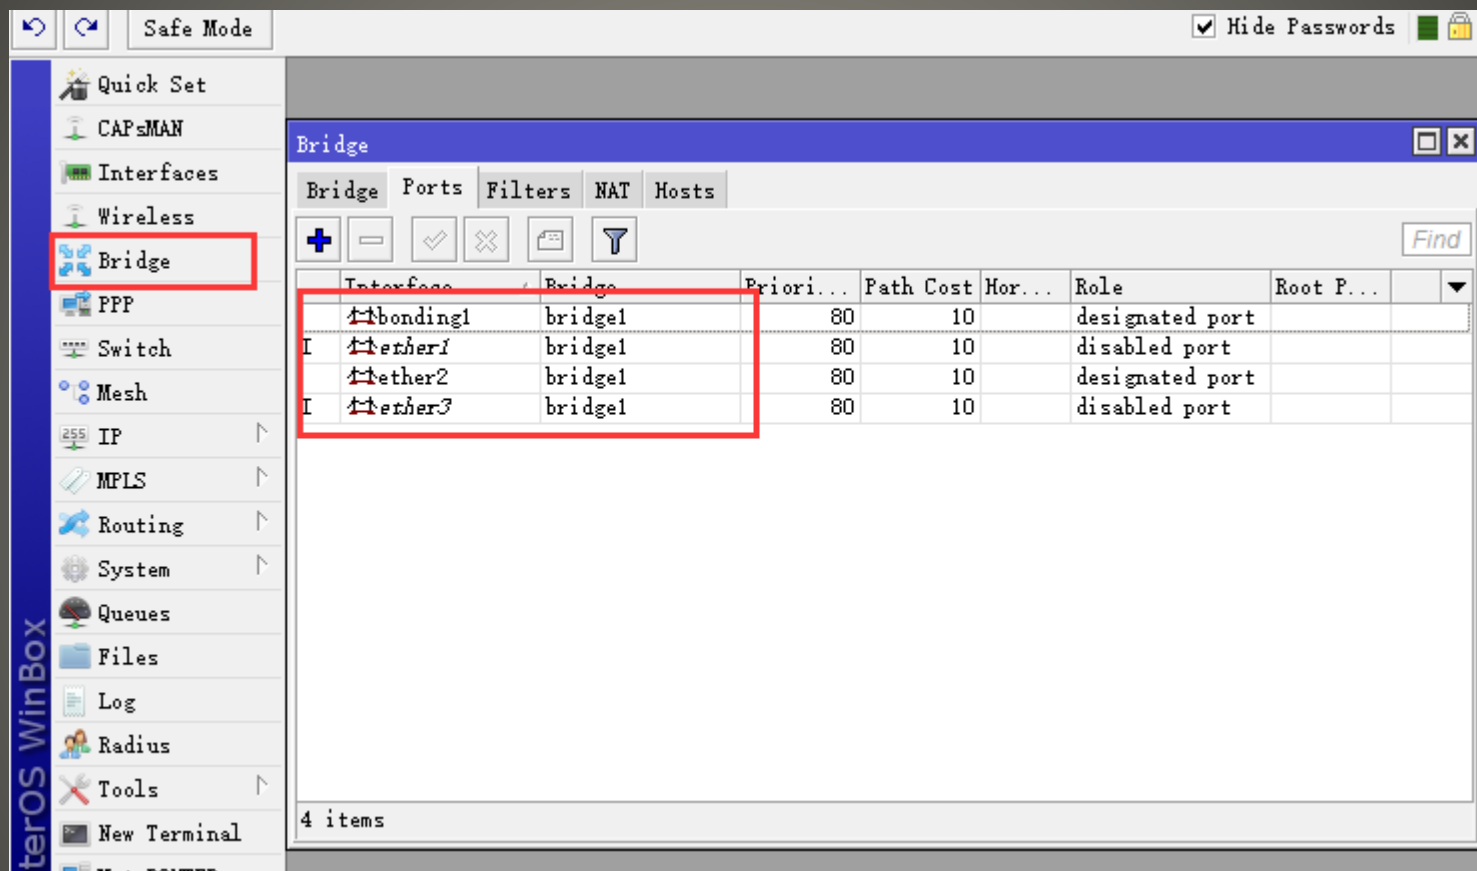 Safe Mode
Hide Passwords
Quick Set
CAPsMAN
Interfaces
Wireless
Bridge
PPP
Switch
Mesh
255 IP
MPLS
Routing
System
Queues
Files
Log
Radius
Tools
New Terminal
terOS WinBox
Bridge
Bridge Ports Filters NAT Hosts
Find
Interface Bridge Priori... Path Cost Hor... Role Root P...
bonding1 bridge1 80 10 designated port
I ether1 bridge1 80 10 disabled port
ether2 bridge1 80 10 designated port
I ether3 bridge1 80 10 disabled port
4 items